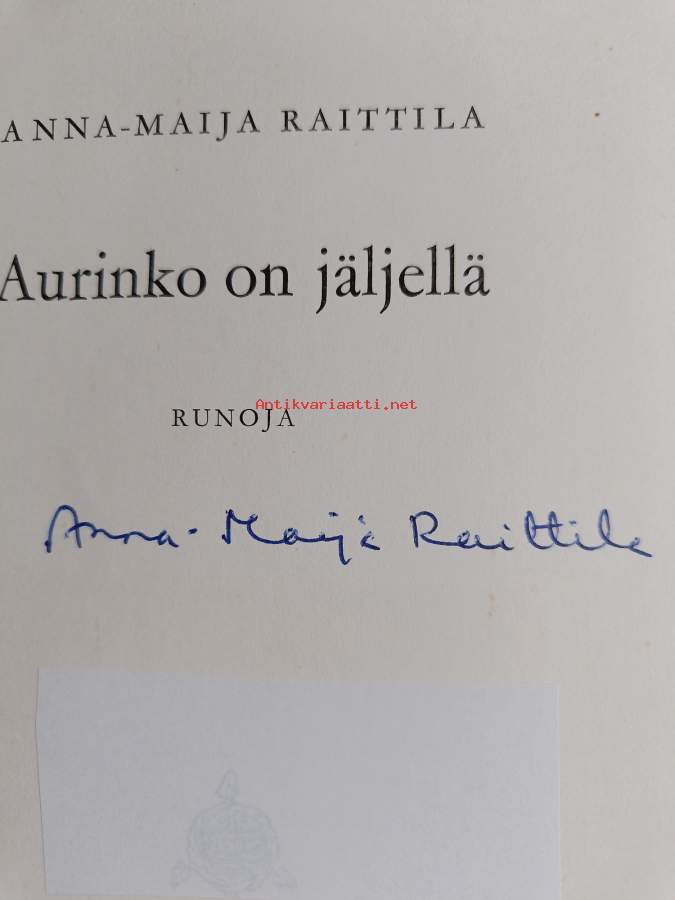 ANNA-MAIJA RAITTILA
Aurinko on jäljellä
Antikvariaatti.net
RUNOJA
Anna-Maija Raittila